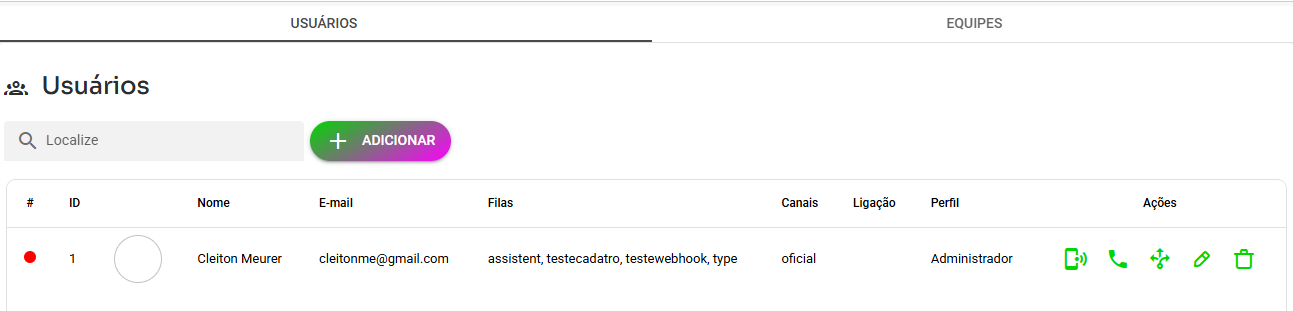 USUÁRIOS EQUIPES
Usuários
Localize ADICIONAR
# ID Nome E-mail Filas Canais Ligação Perfil Ações
1 Cleiton Meurer cleitonme@gmail.com assistent, testecadatro, testewebhook, type oficial Administrador